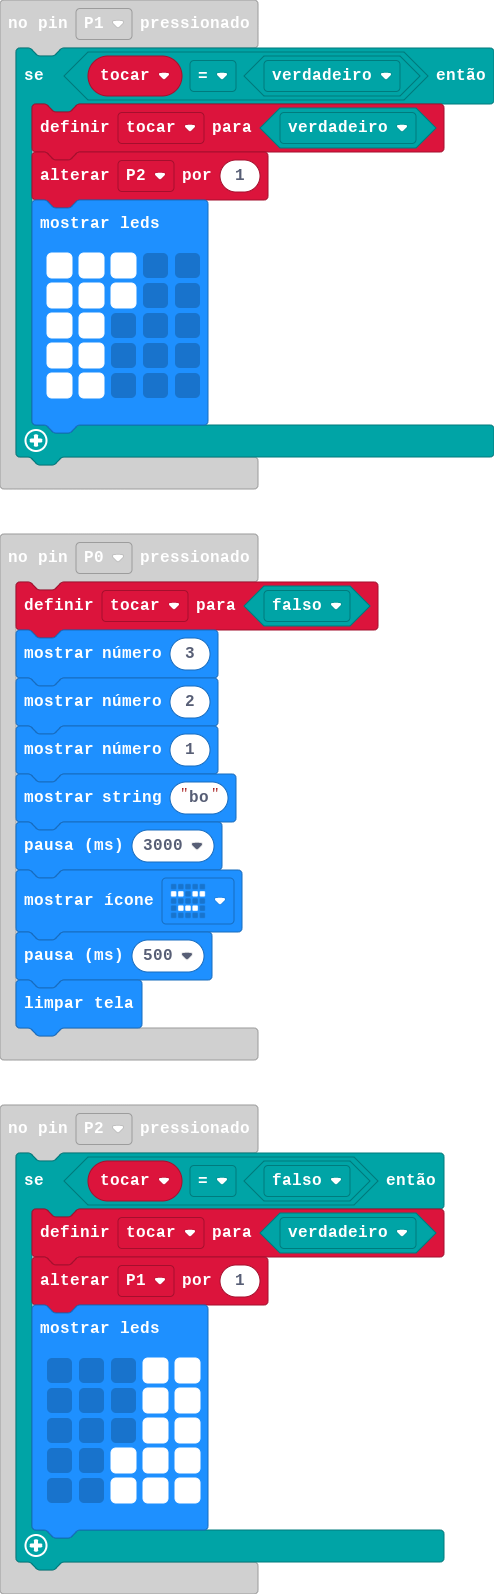 no pin P1 pressionado
se tocar = verdadeiro então
definir tocar para verdadeiro
alterar P2 por 1
mostrar leds
no pin P0 pressionado
definir tocar para falso
mostrar número 3
mostrar número 2
mostrar número 1
mostrar string "bo"
pausa (ms) 3000
mostrar ícone
pausa (ms) 500
limpar tela
no pin P2 pressionado
se tocar = falso então
definir tocar para verdadeiro
alterar P1 por 1
mostrar leds